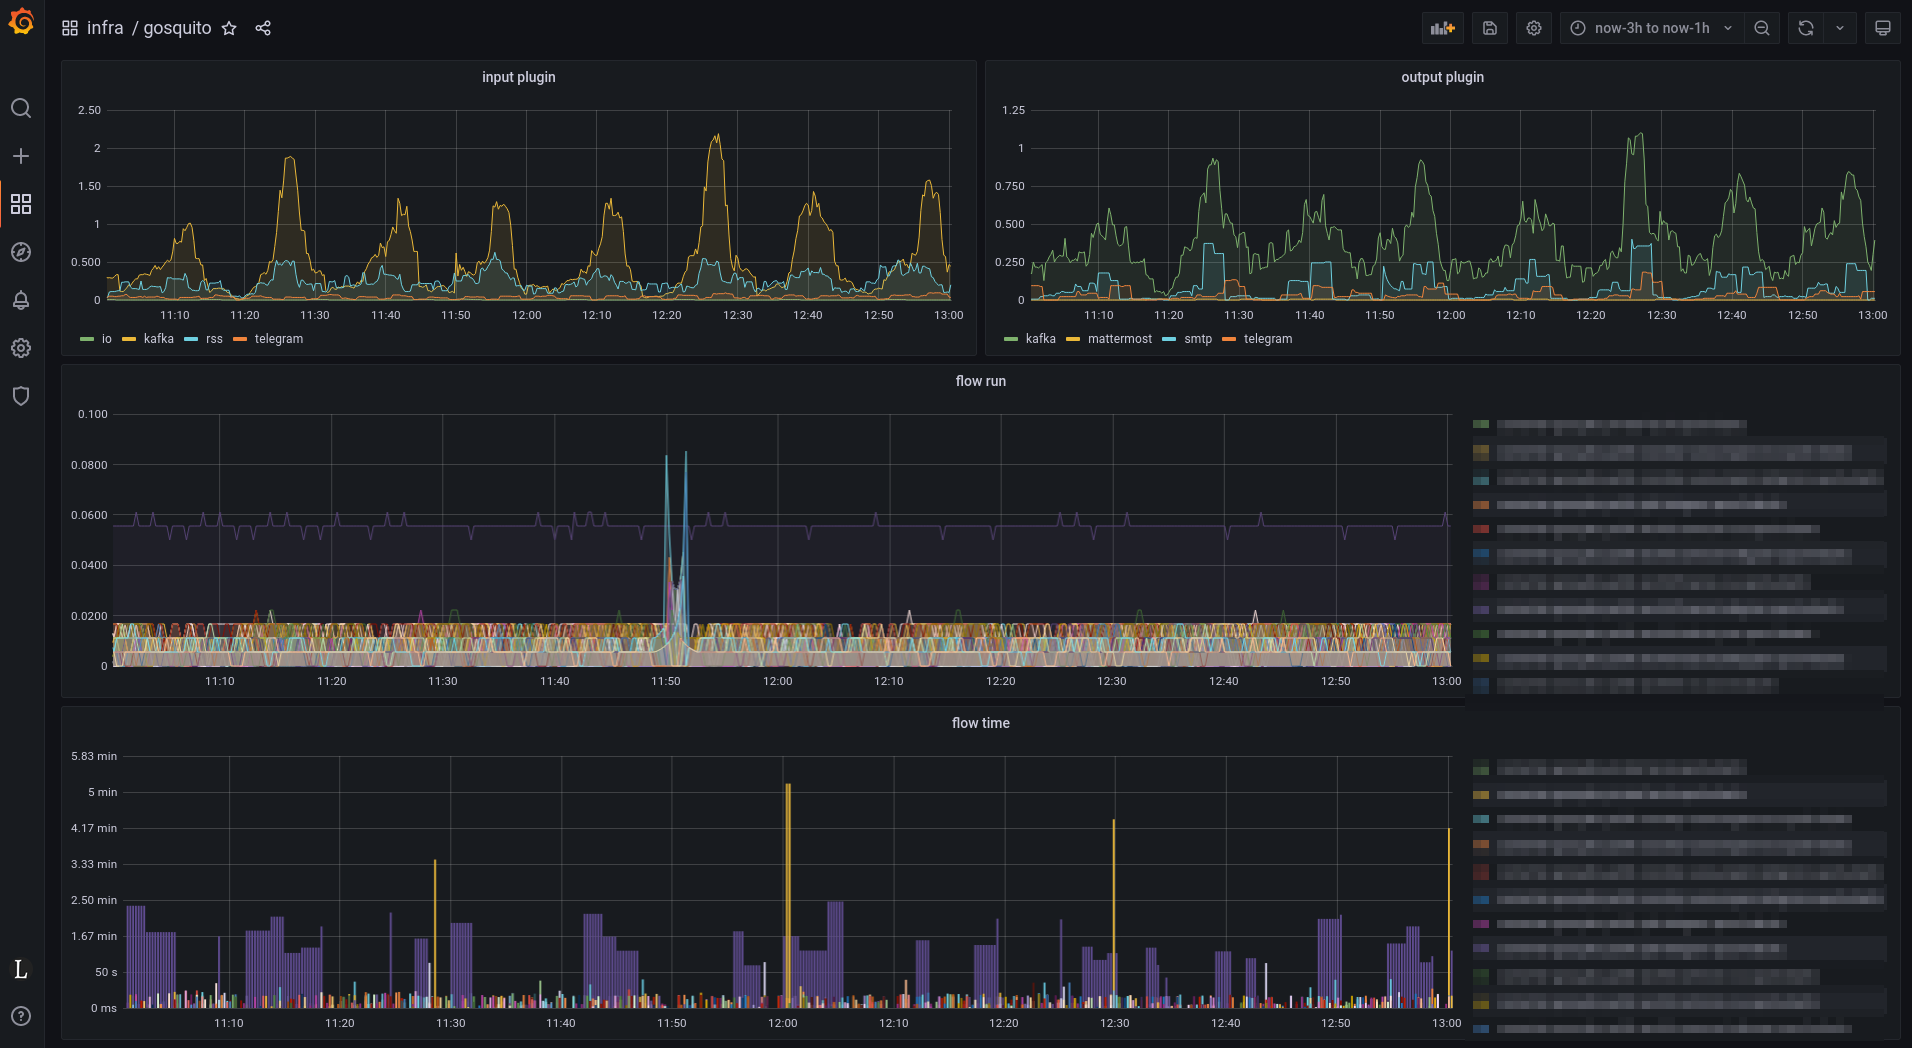 infra / gosquito
now-3h to now-1h
input plugin
2.50
2
1.50
1
0.500
0
11:10 11:20 11:30 11:40 11:50 12:00 12:10 12:20 12:30 12:40 12:50 13:00
io kafka rss telegram
output plugin
1.25
1
0.750
0.500
0.250
0
11:10 11:20 11:30 11:40 11:50 12:00 12:10 12:20 12:30 12:40 12:50 13:00
kafka mattermost smtp telegram
flow run
0.100
0.0800
0.0600
0.0400
0.0200
0
11:10 11:20 11:30 11:40 11:50 12:00 12:10 12:20 12:30 12:40 12:50 13:00
flow time
5.83 min
5 min
4.17 min
3.33 min
2.50 min
1.67 min
50 s
0 ms
11:10 11:20 11:30 11:40 11:50 12:00 12:10 12:20 12:30 12:40 12:50 13:00
L